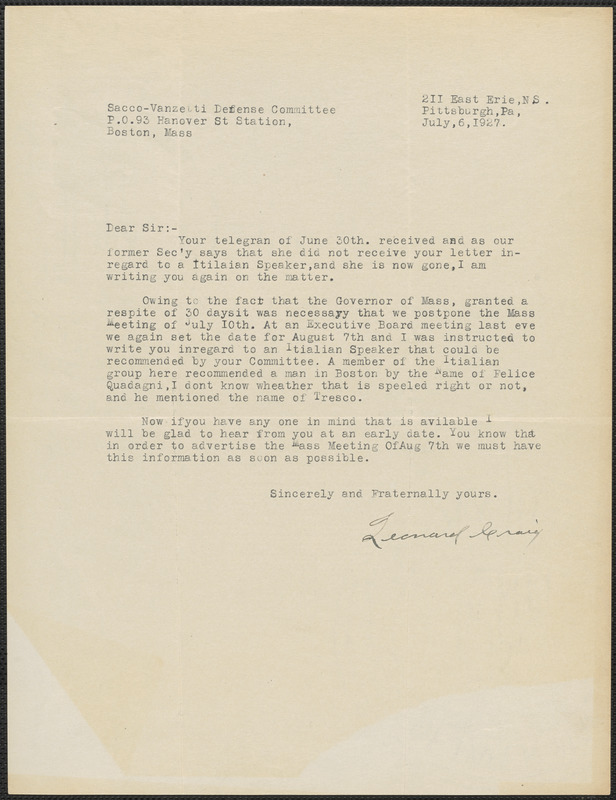 211 East Erie,N.S.
Pittsburgh,Pa,
July,6,1927.
Sacco-Vanzetti Defense Committee
P.O.93 Hanover St Station,
Boston, Mass
Dear Sir:-
Your telegran of June 30th. received and as our
former Sec'y says that she did not receive your letter in-
regard to a Itilaian Speaker,and she is now gone,I am
writing you again on the matter.
Owing to the fact that the Governor of Mass, granted a
respite of 30 daysit was necessayy that we postpone the Mass
Meeting of July 10th. At an Executive Board meeting last eve
we again set the date for August 7th and I was instructed to
write you inregard to an Itialian Speaker that could be
recommended by your Committee. A member of the Itialian
group here recommended a man in Boston by the Name of Felice
Quadagni,I dont know wheather that is speeled right or not,
and he mentioned the name of Tresco.
Now ifyou have any one in mind that is avilable I
will be glad to hear from you at an early date. You know tha
in order to advertise the Mass Meeting OfAug 7th we must have
this information as soon as possible.
Sincerely and Fraternally yours.
Leonard Craig